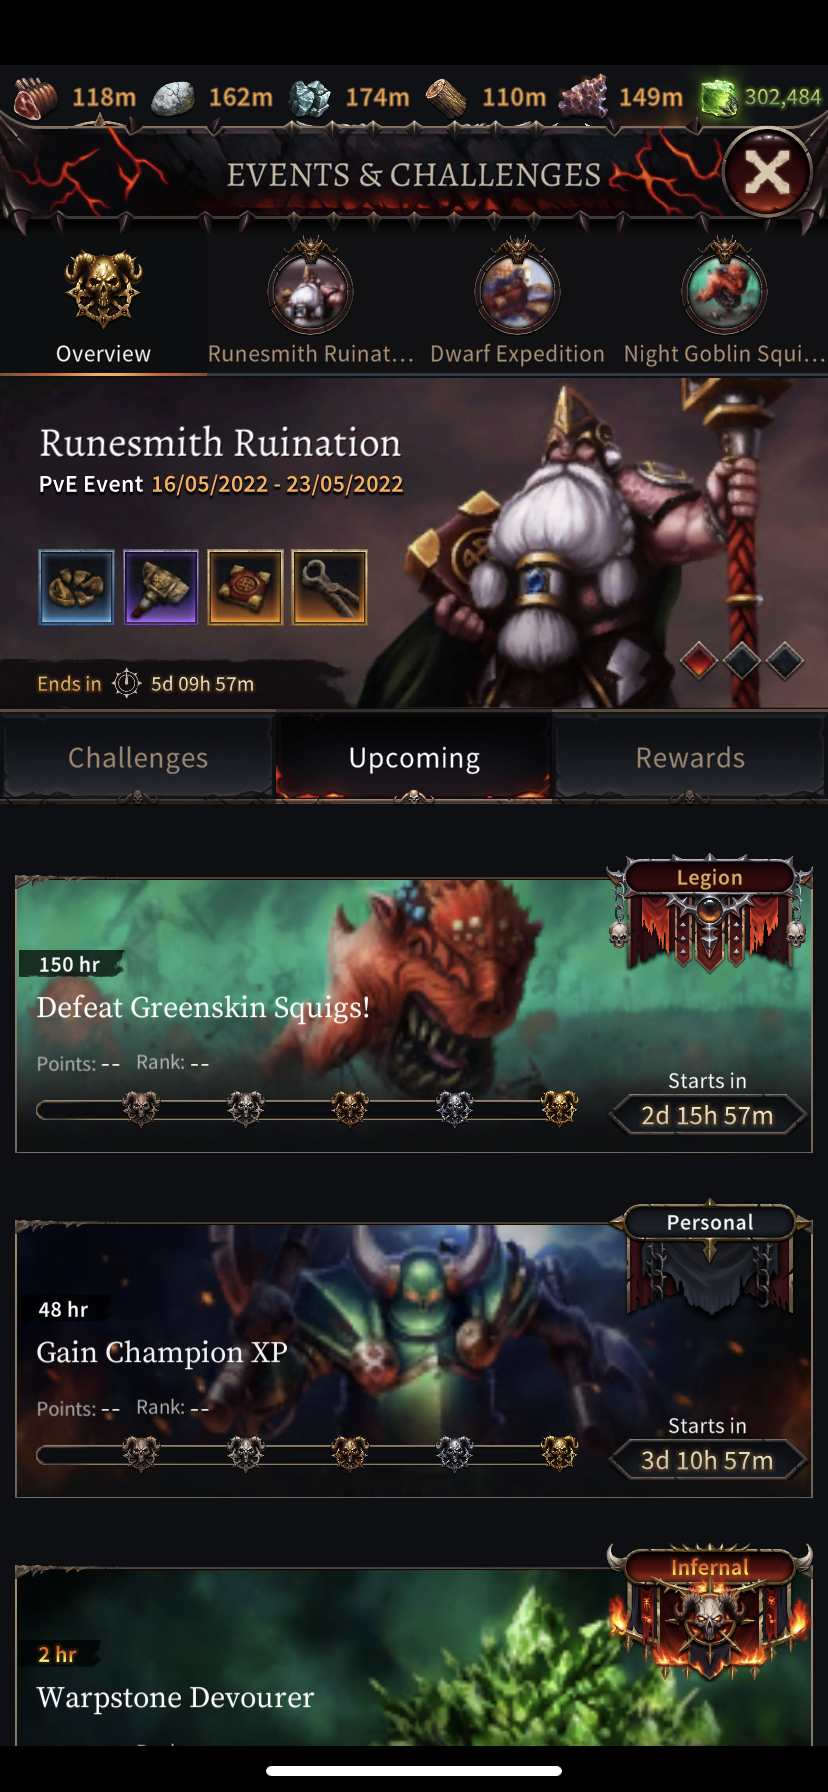 118m 162m 174m 110m 149m 302,484
EVENTS & CHALLENGES
Overview Runesmith Ruinat... Dwarf Expedition Night Goblin Squi...
Runesmith Ruination
PvE Event 16/05/2022 - 23/05/2022
Ends in 5d 09h 57m
Challenges Upcoming Rewards
Legion
150 hr
Defeat Greenskin Squigs!
Points: -- Rank: --
Starts in
2d 15h 57m
Personal
48 hr
Gain Champion XP
Points: -- Rank: --
Starts in
3d 10h 57m
Infernal
2 hr
Warpstone Devourer